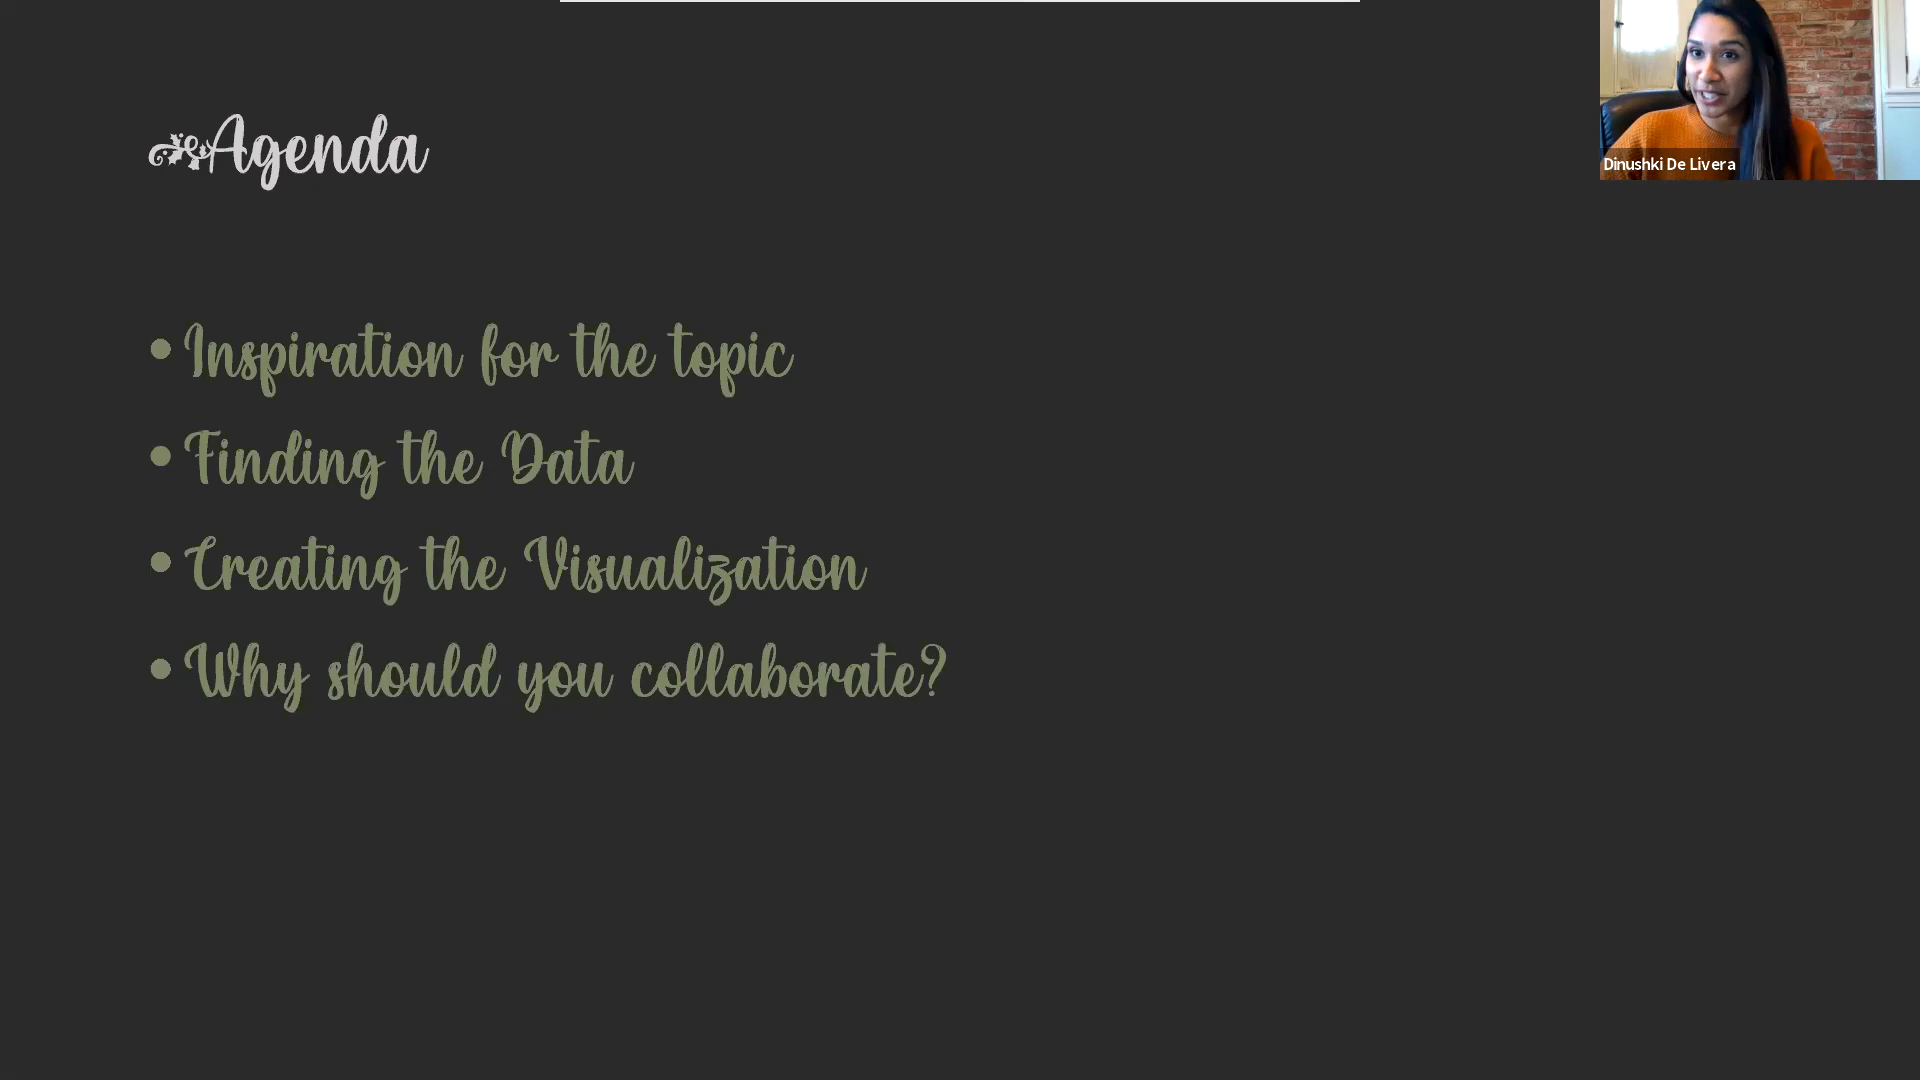 Agenda
• Inspiration for the topic
• Finding the Data
• Creating the Visualization
• Why should you collaborate?
Dinushki De Livera